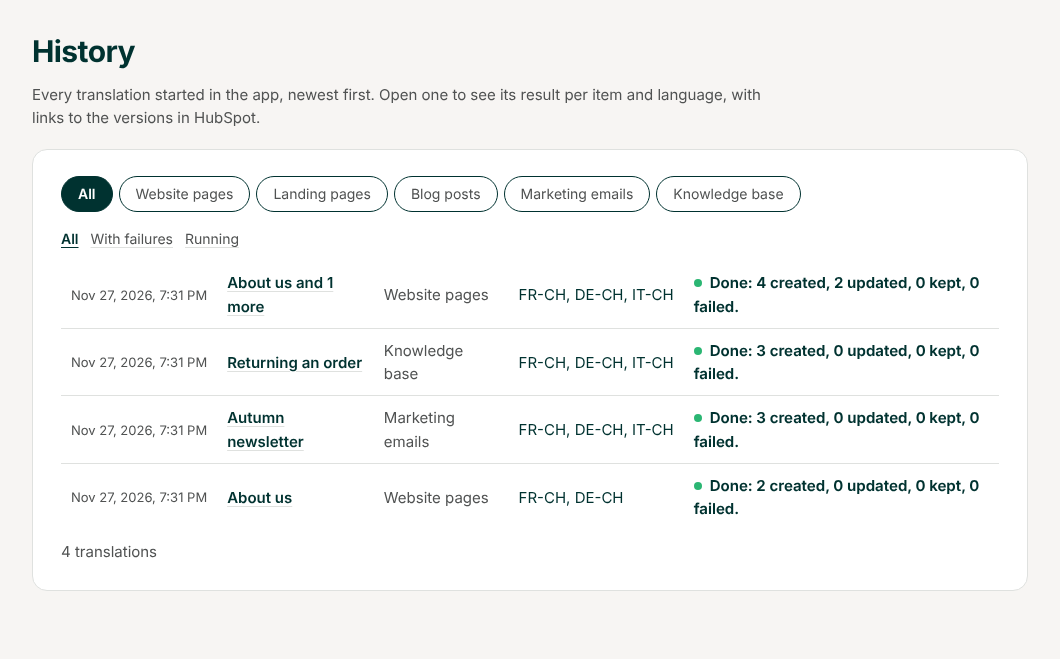 History
Every translation started in the app, newest first. Open one to see its result per item and language, with
links to the versions in HubSpot.
All
Website pages
Landing pages
Blog posts
Marketing emails
Knowledge base
All
With failures
Running
Nov 27, 2026, 7:31 PM
About us and 1
more
Website pages
FR-CH, DE-CH, IT-CH
Done: 4 created, 2 updated, 0 kept, 0
failed.
Nov 27, 2026, 7:31 PM
Returning an order
Knowledge
base
FR-CH, DE-CH, IT-CH
Done: 3 created, 0 updated, 0 kept, 0
failed.
Nov 27, 2026, 7:31 PM
Autumn
newsletter
Marketing
emails
FR-CH, DE-CH, IT-CH
Done: 3 created, 0 updated, 0 kept, 0
failed.
Nov 27, 2026, 7:31 PM
About us
Website pages
FR-CH, DE-CH
Done: 2 created, 0 updated, 0 kept, 0
failed.
4 translations